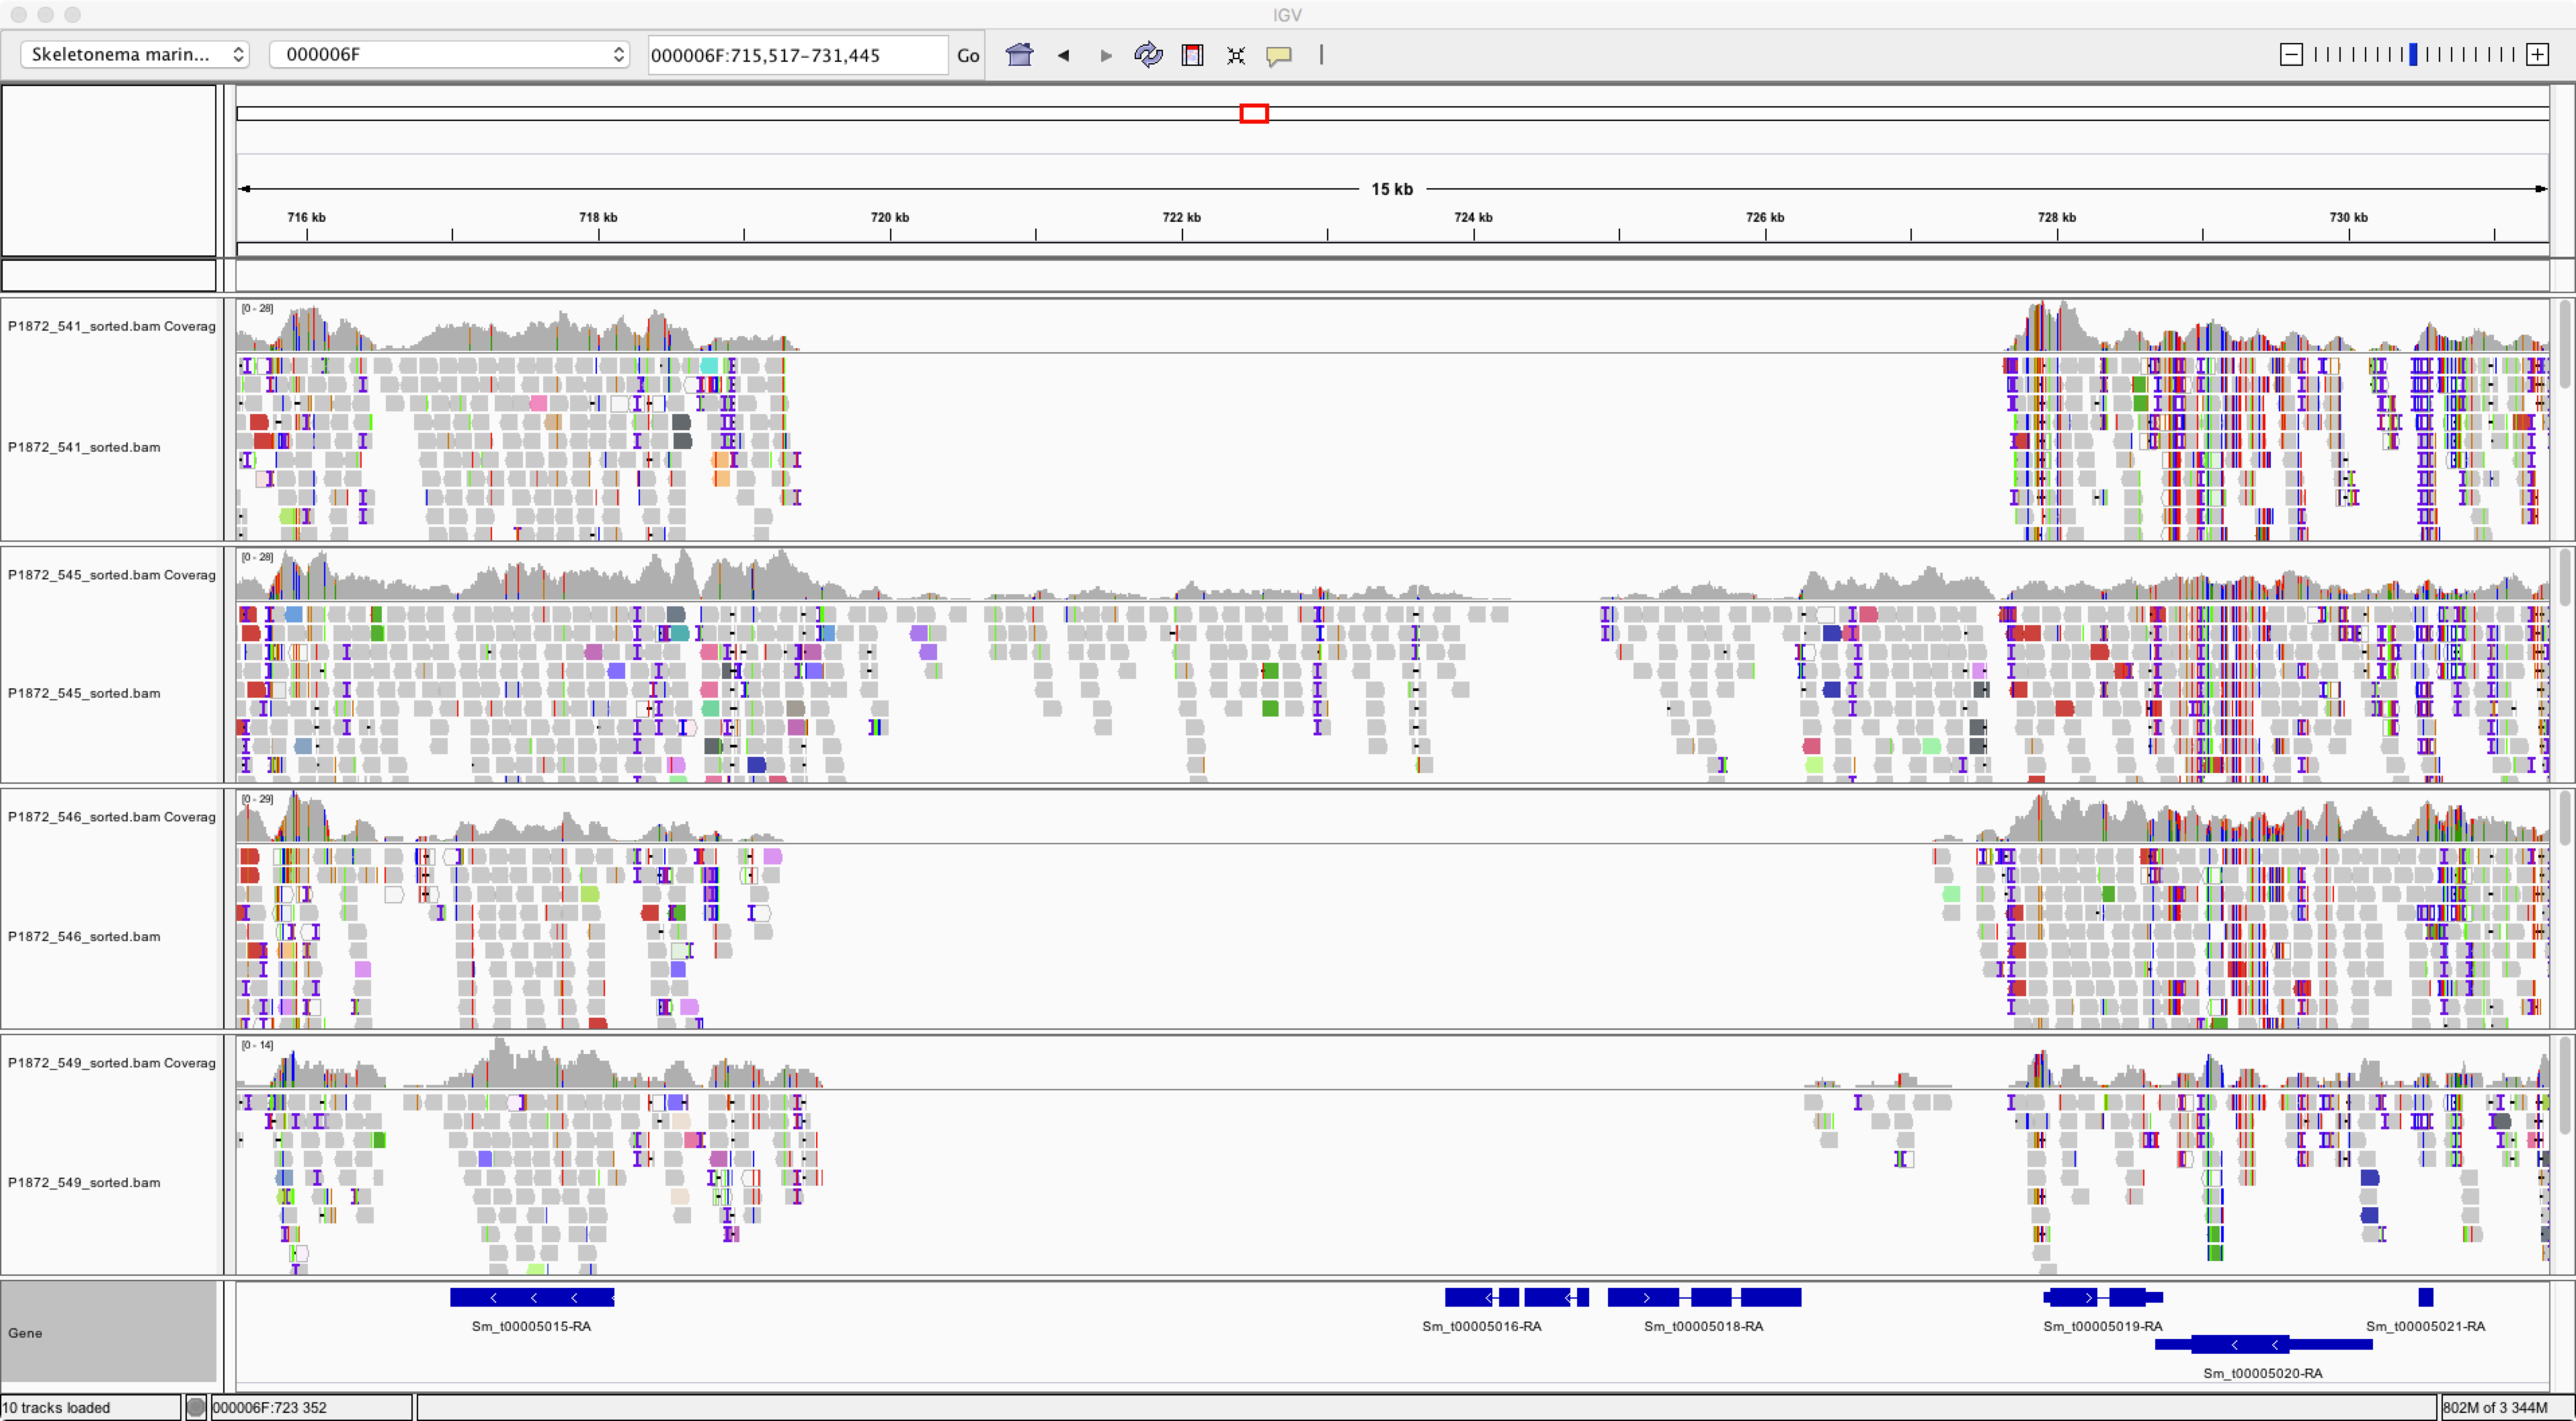 IGV
Skeletonema marin... 000006F 000006F:715,517-731,445 Go
15 kb
716 kb 718 kb 720 kb 722 kb 724 kb 726 kb 728 kb 730 kb
[0 - 28]
P1872_541_sorted.bam Coverag
P1872_541_sorted.bam
[0 - 28]
P1872_545_sorted.bam Coverag
P1872_545_sorted.bam
[0 - 29]
P1872_546_sorted.bam Coverag
P1872_546_sorted.bam
[0 - 14]
P1872_549_sorted.bam Coverag
P1872_549_sorted.bam
Gene
Sm_t00005015-RA Sm_t00005016-RA Sm_t00005018-RA Sm_t00005019-RA Sm_t00005021-RA
Sm_t00005020-RA
10 tracks loaded 000006F:723 352 802M of 3 344M